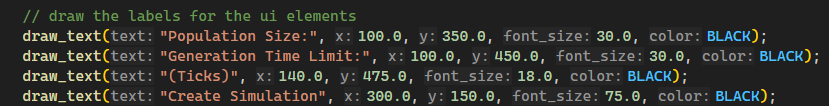 // draw the labels for the ui elements
draw_text(text: "Population Size:", x: 100.0, y: 350.0, font_size: 30.0, color: BLACK);
draw_text(text: "Generation Time Limit:", x: 100.0, y: 450.0, font_size: 30.0, color: BLACK);
draw_text(text: "(Ticks)", x: 140.0, y: 475.0, font_size: 18.0, color: BLACK);
draw_text(text: "Create Simulation", x: 300.0, y: 150.0, font_size: 75.0, color: BLACK);